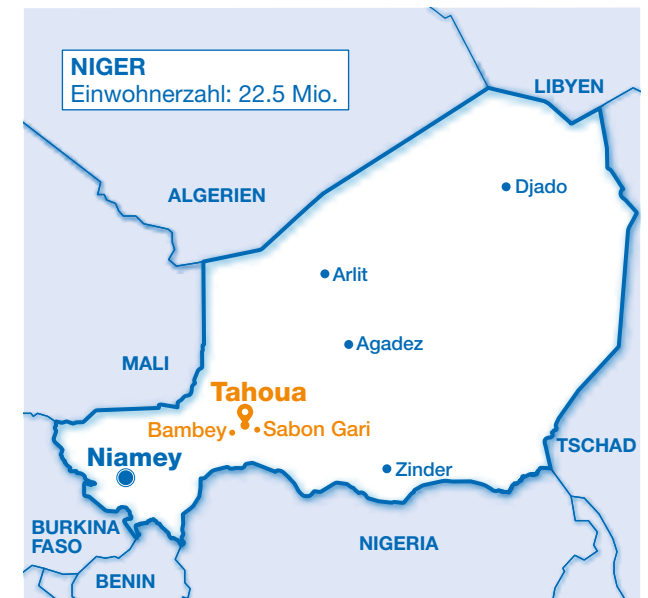 NIGER
Einwohnerzahl: 22.5 Mio.
LIBYEN
Djado
ALGERIEN
Arlit
Agadez
MALI
Tahoua
Bambey
Sabon Gari
TSCHAD
Niamey
Zinder
BURKINA
FASO
NIGERIA
BENIN